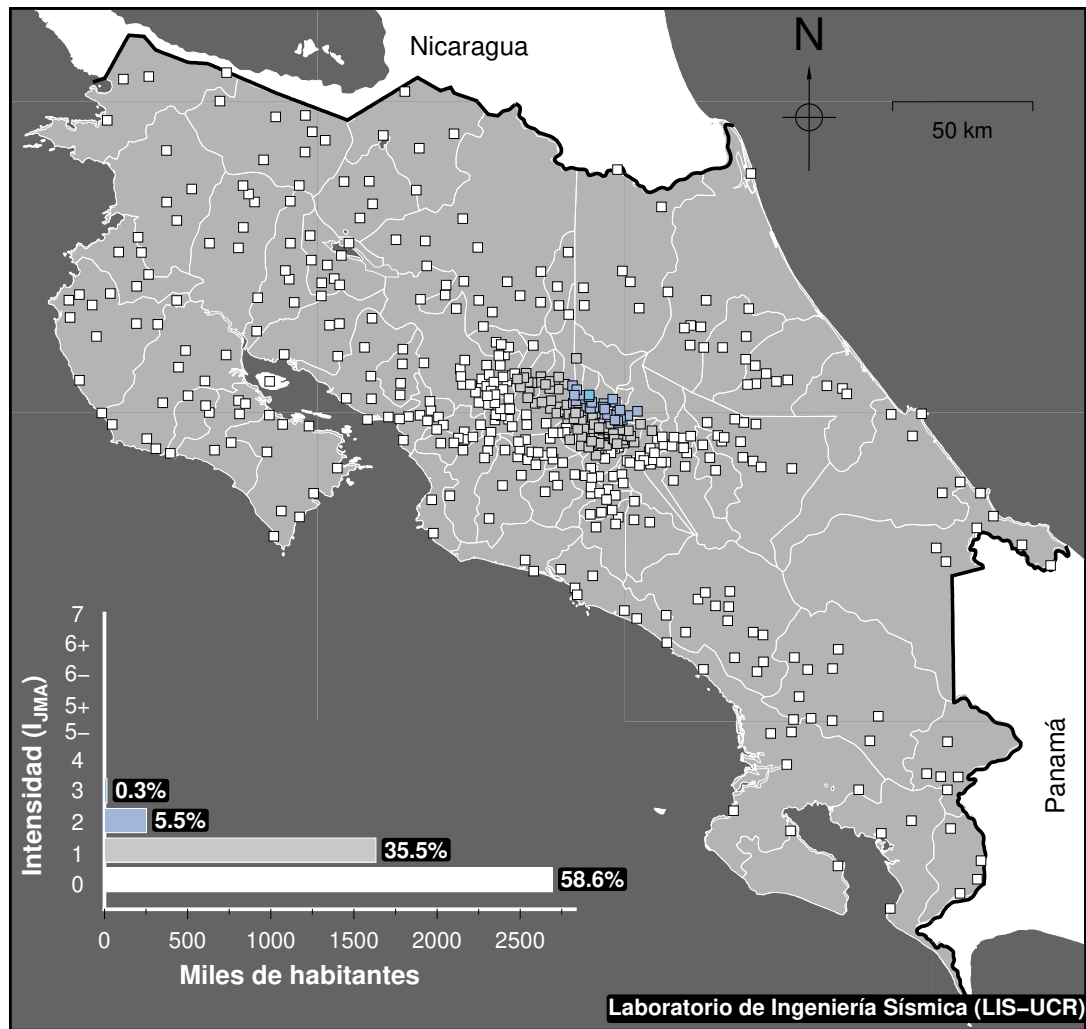 Nicaragua
N
50 km
Panamá
Intensidad (IJMA)
7
6+
6−
5+
5−
4
3
2
1
0
0.3%
5.5%
35.5%
58.6%
0
500
1000
1500
2000
2500
Miles de habitantes
Laboratorio de Ingeniería Sísmica (LIS−UCR)